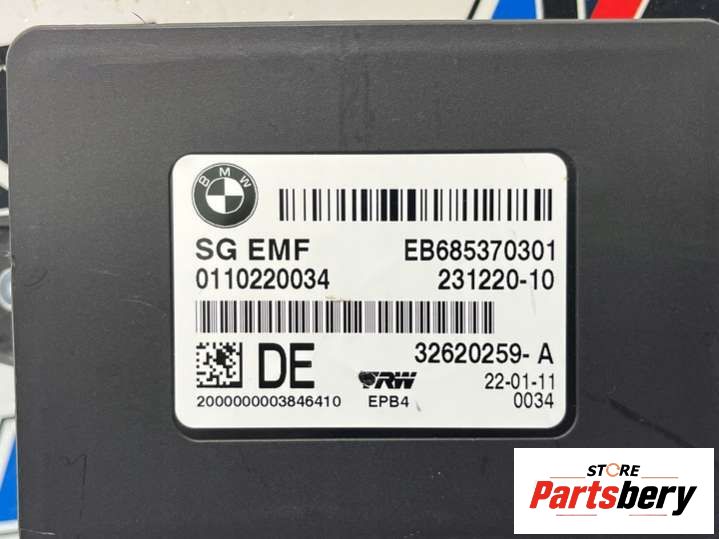 BMW
SG EMF EB685370301
0110220034 231220-10
32620259- A
DE TRW 22-01-11
2000000003846410 EPB4 0034
STORE
Partsbery